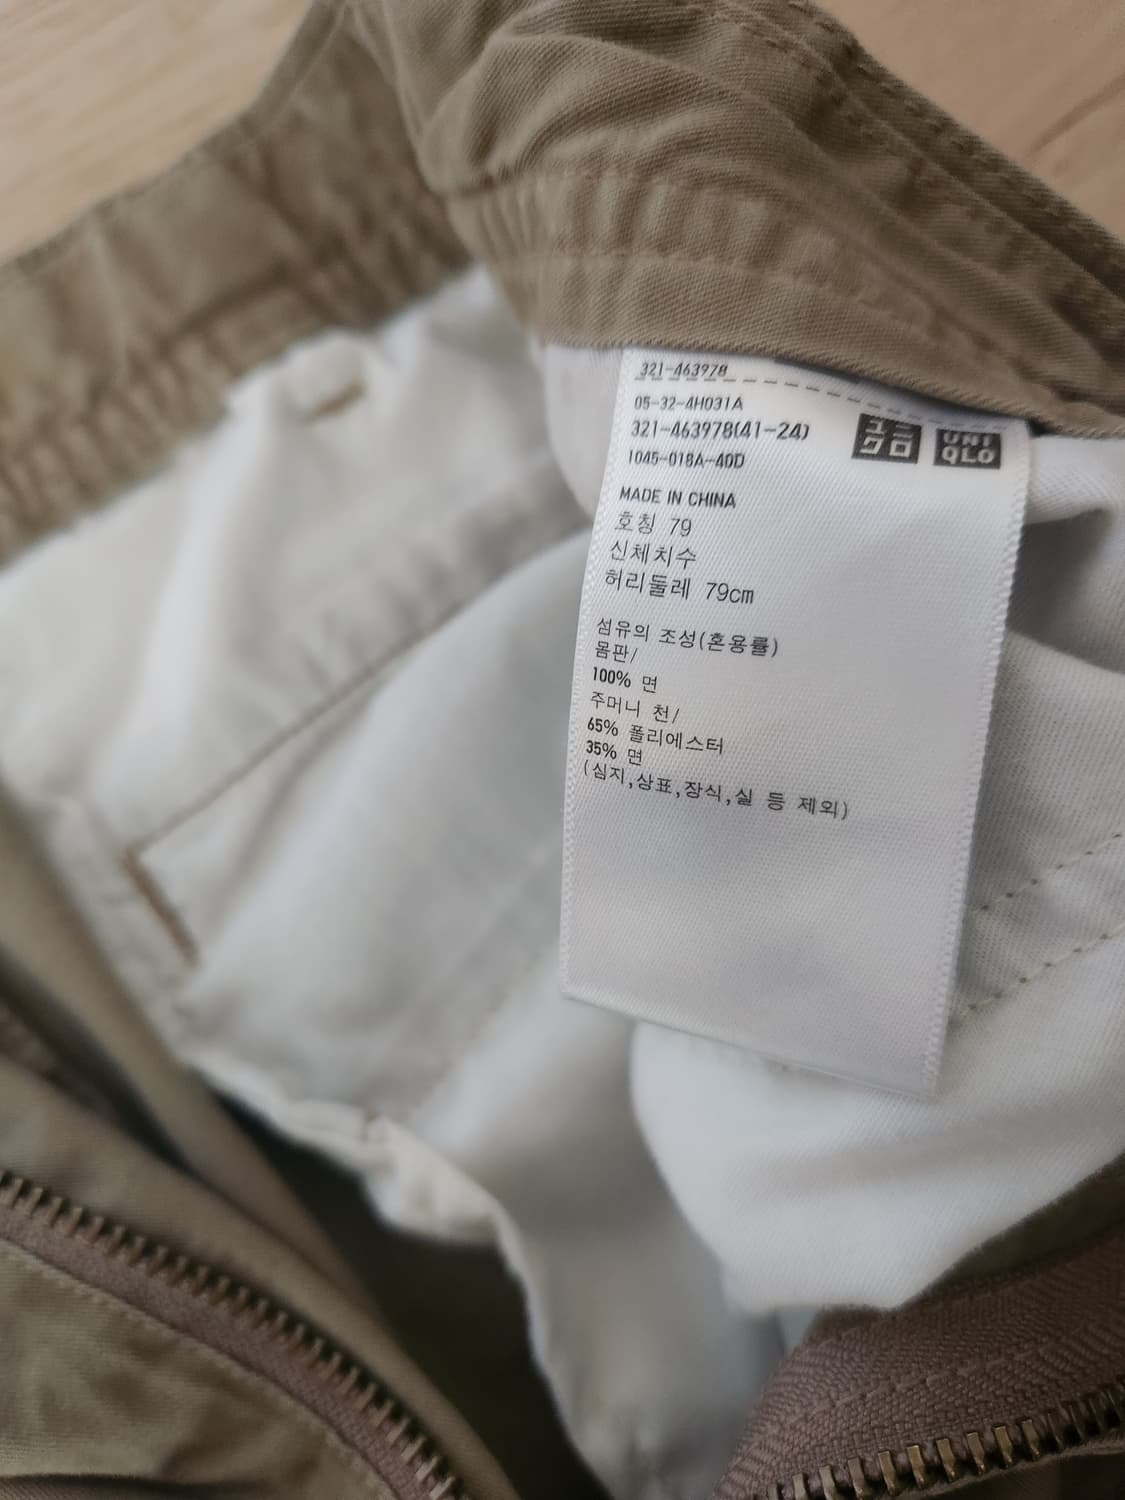 321-463978
05-32-4H031A
321-463978(41-24)
1045-018A-40D
ユニ
クロ
UNI
QLO
MADE IN CHINA
호칭 79
신체치수
허리둘레 79cm
섬유의 조성(혼용률)
몸판/
100% 면
주머니 천/
65% 폴리에스터
35% 면
(심지,상표,장식,실 등 제외)